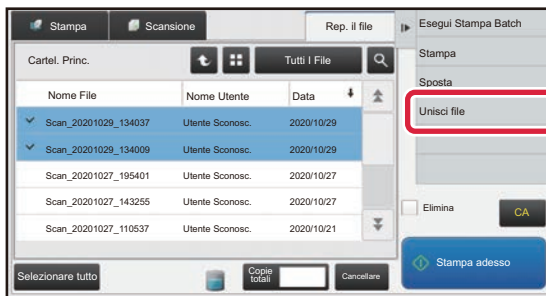 Stampa
Scansione
Rep. il file
Cartel. Princ.
Tutti I File
Nome File
Nome Utente
Data
Scan_20201029_134037 Utente Sconosc. 2020/10/29
Scan_20201029_134009 Utente Sconosc. 2020/10/29
Scan_20201027_195401 Utente Sconosc. 2020/10/27
Scan_20201027_143255 Utente Sconosc. 2020/10/27
Scan_20201027_110537 Utente Sconosc. 2020/10/21
Selezionare tutto
Copie
totali
Cancellare
Esegui Stampa Batch
Stampa
Sposta
Unisci file
Elimina
CA
Stampa adesso